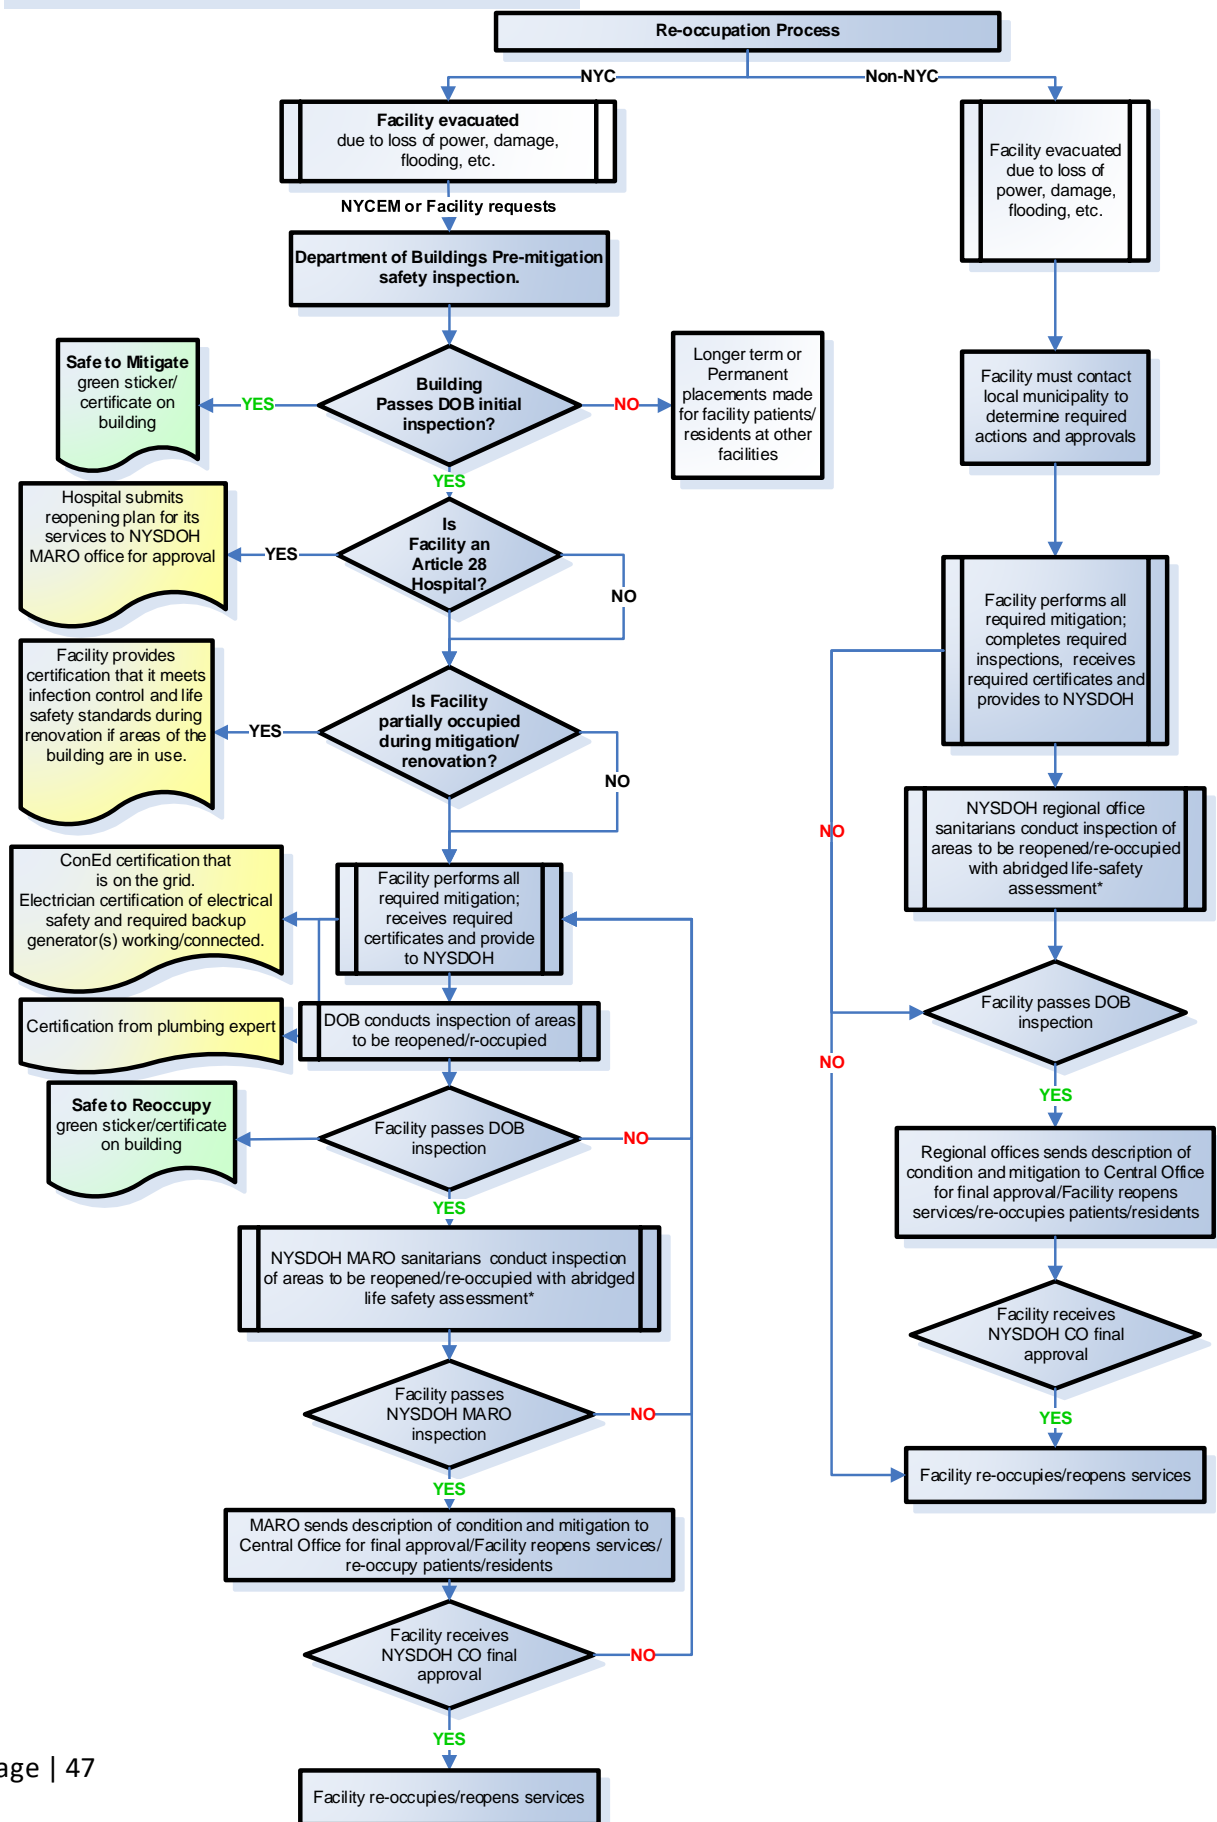 Re-occupation Process
NYC
Non-NYC
Facility evacuated
due to loss of power, damage,
flooding, etc.
Facility evacuated
due to loss of
power, damage,
flooding, etc.
NYCEM or Facility requests
Department of Buildings Pre-mitigation
safety inspection.
Safe to Mitigate
green sticker/
certificate on
building
YES
Building
Passes DOB initial
inspection?
NO
Longer term or
Permanent
placements made
for facility patients/
residents at other
facilities
Facility must contact
local municipality to
determine required
actions and approvals
YES
Hospital submits
reopening plan for its
services to NYSDOH
MARO office for approval
YES
Is
Facility an
Article 28
Hospital?
NO
Facility performs all
required mitigation;
completes required
inspections, receives
required certificates and
provides to NYSDOH
Facility provides
certification that it meets
infection control and life
safety standards during
renovation if areas of the
building are in use.
YES
Is Facility
partially occupied
during mitigation/
renovation?
NO
NYSDOH regional office
sanitarians conduct inspection of
areas to be reopened/re-occupied
with abridged life-safety
assessment*
NO
ConEd certification that
is on the grid.
Electrician certification of electrical
safety and required backup
generator(s) working/connected.
Facility performs all
required mitigation;
receives required
certificates and provide
to NYSDOH
Facility passes DOB
inspection
Certification from plumbing expert
DOB conducts inspection of areas
to be reopened/r-occupied
NO
YES
Safe to Reoccupy
green sticker/certificate
on building
Facility passes DOB
inspection
NO
Regional offices sends description of
condition and mitigation to Central Office
for final approval/Facility reopens
services/re-occupies patients/residents
YES
NYSDOH MARO sanitarians conduct inspection
of areas to be reopened/re-occupied with abridged
life safety assessment*
Facility receives
NYSDOH CO final
approval
Facility passes
NYSDOH MARO
inspection
NO
YES
Facility re-occupies/reopens services
YES
MARO sends description of condition and mitigation to
Central Office for final approval/Facility reopens services/
re-occupy patients/residents
Facility receives
NYSDOH CO final
approval
NO
YES
age | 47
Facility re-occupies/reopens services